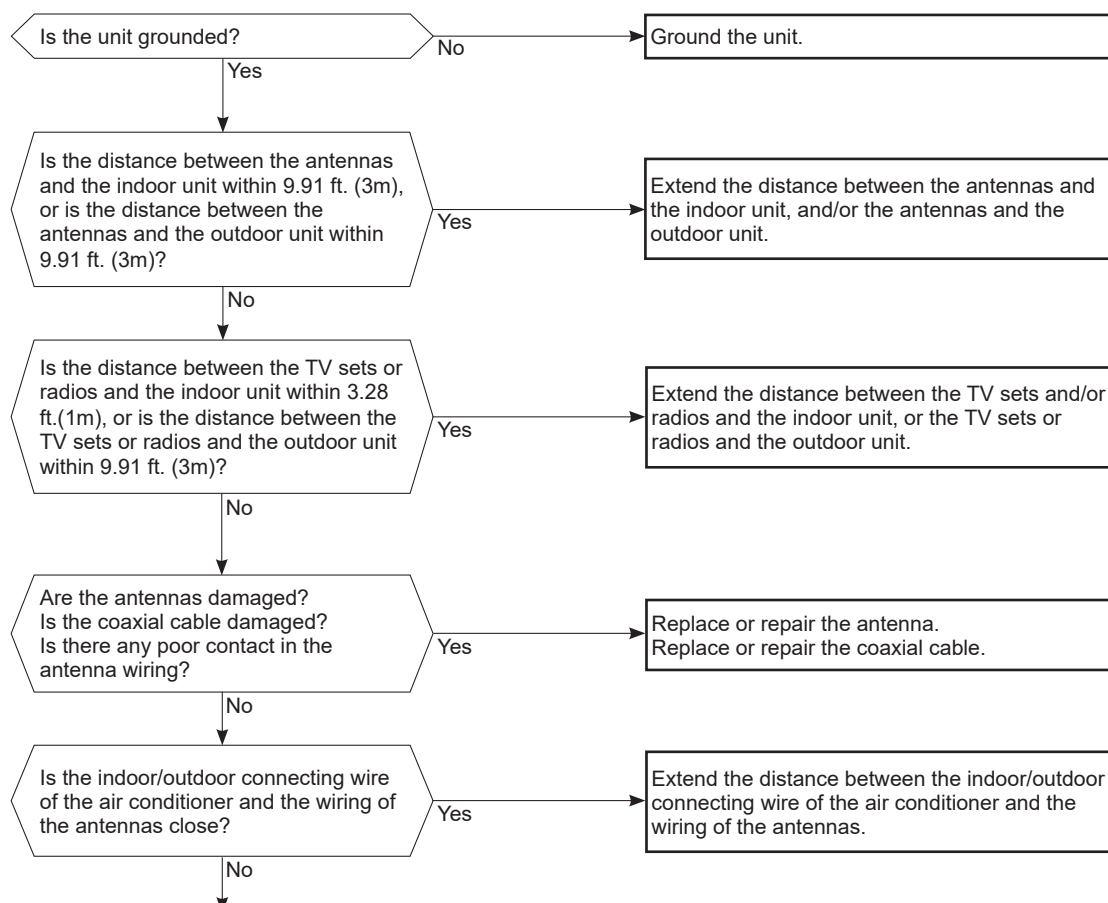 Is the unit grounded?
No
Ground the unit.
Yes
Is the distance between the antennas
and the indoor unit within 9.91 ft. (3m),
or is the distance between the
antennas and the outdoor unit within
9.91 ft. (3m)?
Yes
Extend the distance between the antennas and
the indoor unit, and/or the antennas and the
outdoor unit.
No
Is the distance between the TV sets or
radios and the indoor unit within 3.28
ft.(1m), or is the distance between the
TV sets or radios and the outdoor unit
within 9.91 ft. (3m)?
Yes
Extend the distance between the TV sets and/or
radios and the indoor unit, or the TV sets or
radios and the outdoor unit.
No
Are the antennas damaged?
Is the coaxial cable damaged?
Is there any poor contact in the
antenna wiring?
Yes
Replace or repair the antenna.
Replace or repair the coaxial cable.
No
Is the indoor/outdoor connecting wire
of the air conditioner and the wiring of
the antennas close?
Yes
Extend the distance between the indoor/outdoor
connecting wire of the air conditioner and the
wiring of the antennas.
No